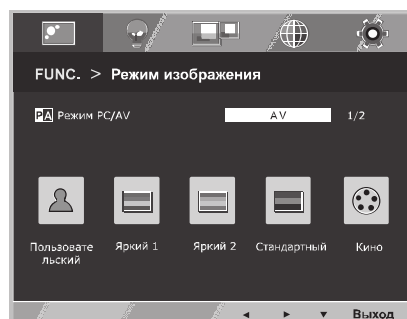 FUNC. > Режим изображения
PA Режим PC/AV AV 1/2
Пользовате
льский
Яркий 1 Яркий 2 Стандартный Кино
◄ ► ▼ Выход